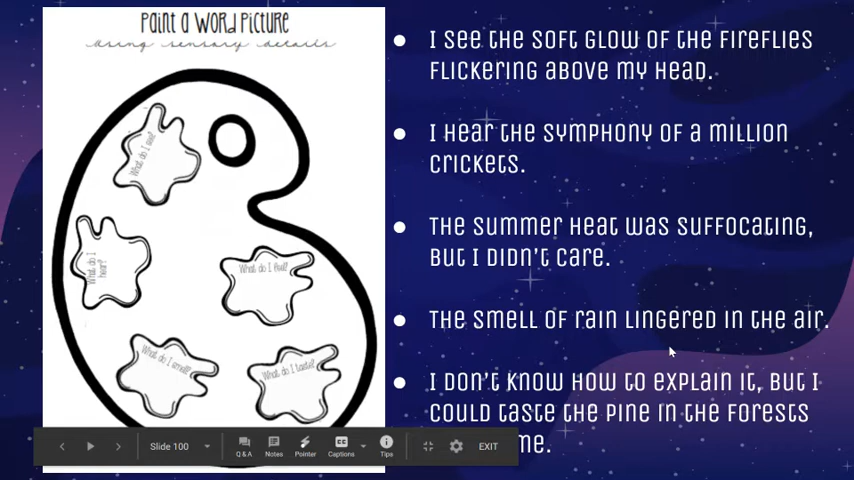 Paint a Word Picture
Using sensory details
What do I see?
What do I
hear?
What do I feel?
What do I smell?
What do I taste?
● I see the soft glow of the fireflies
flickering above my head.
● I hear the symphony of a million
crickets.
● The summer heat was suffocating,
but I didn't care.
● The smell of rain lingered in the air.
● I don't know how to explain it, but I
could taste the pine in the forests
me.
Slide 100
Q & A
Notes
Pointer
Captions
Tips
EXIT